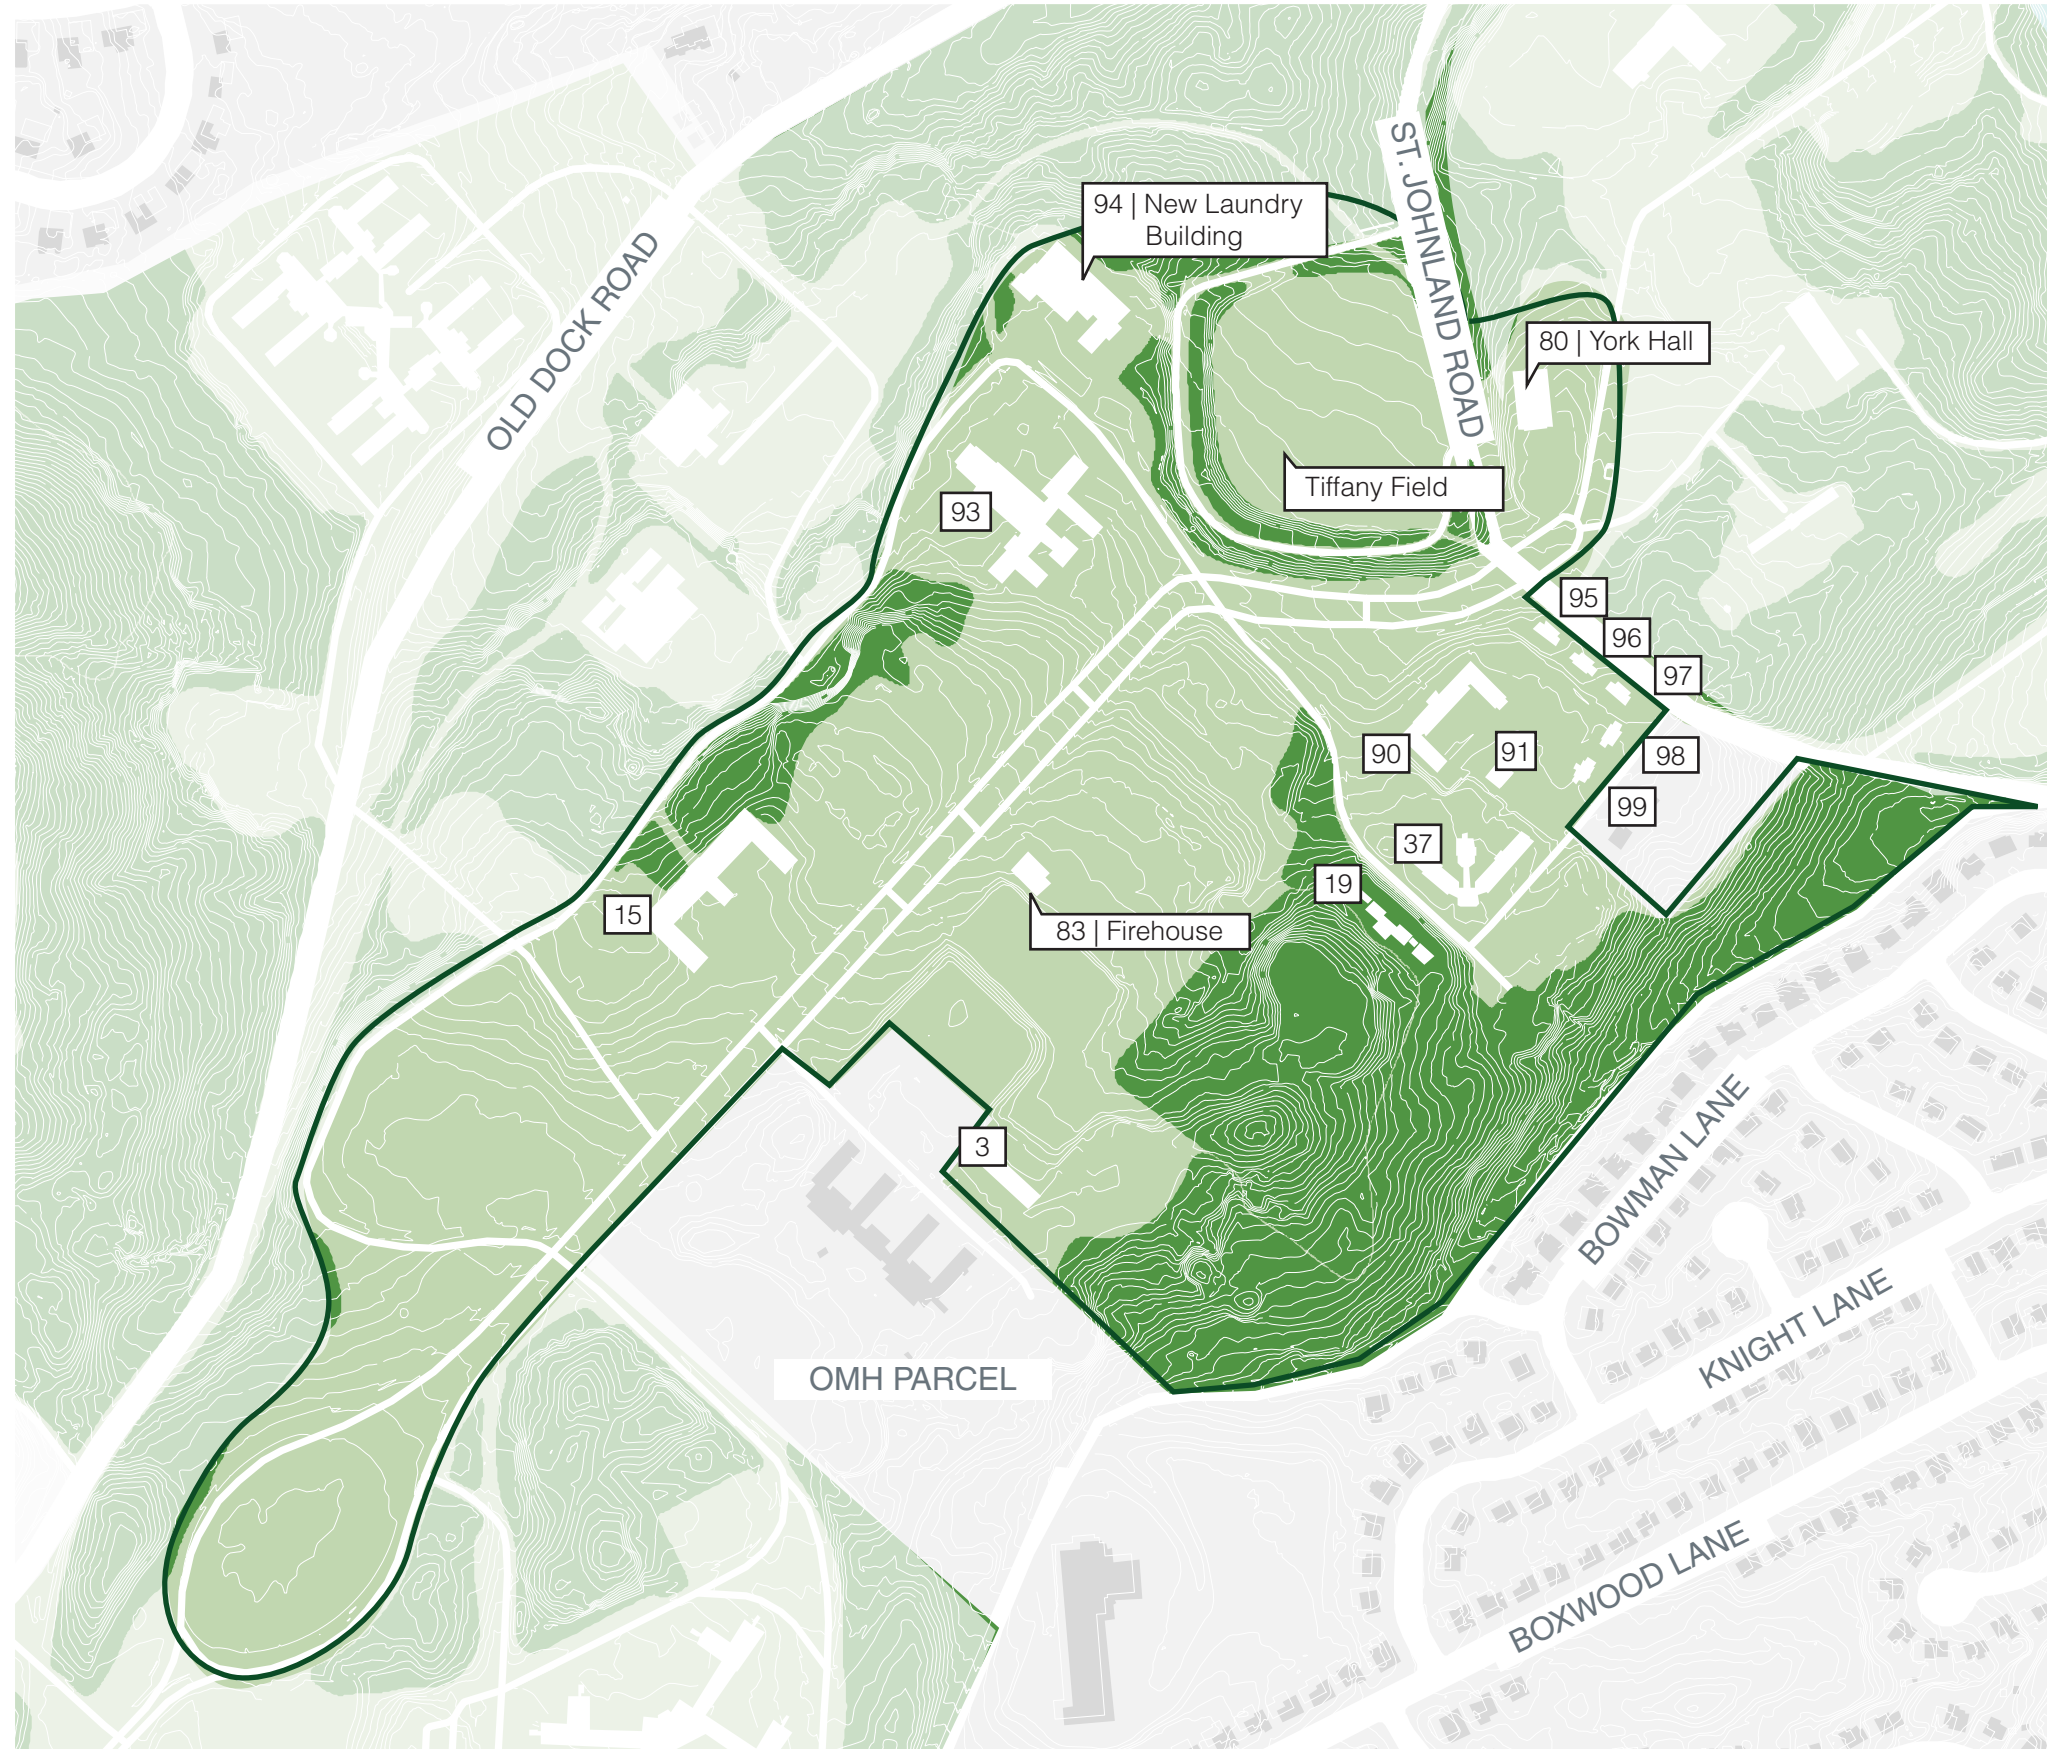 ST. JOHNLAND ROAD
94 | New Laundry
Building
OLD DOCK ROAD
80 | York Hall
Tiffany Field
93
95
96
97
90
91
98
99
37
19
15
83 | Firehouse
3
BOWMAN LANE
KNIGHT LANE
OMH PARCEL
BOXWOOD LANE